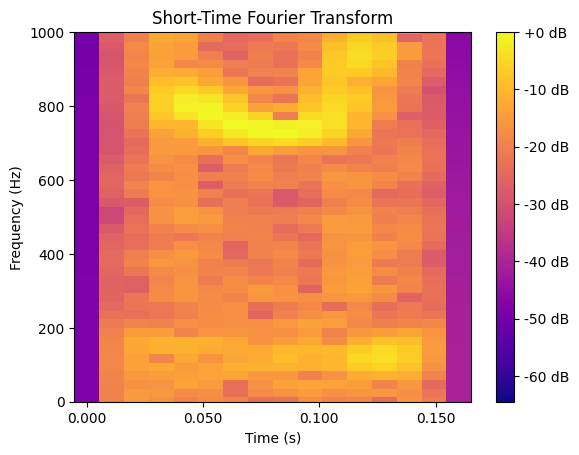 Short-Time Fourier Transform
1000
800
600
400
200
0
Frequency (Hz)
0.000
0.050
0.100
0.150
Time (s)
+0 dB
-10 dB
-20 dB
-30 dB
-40 dB
-50 dB
-60 dB